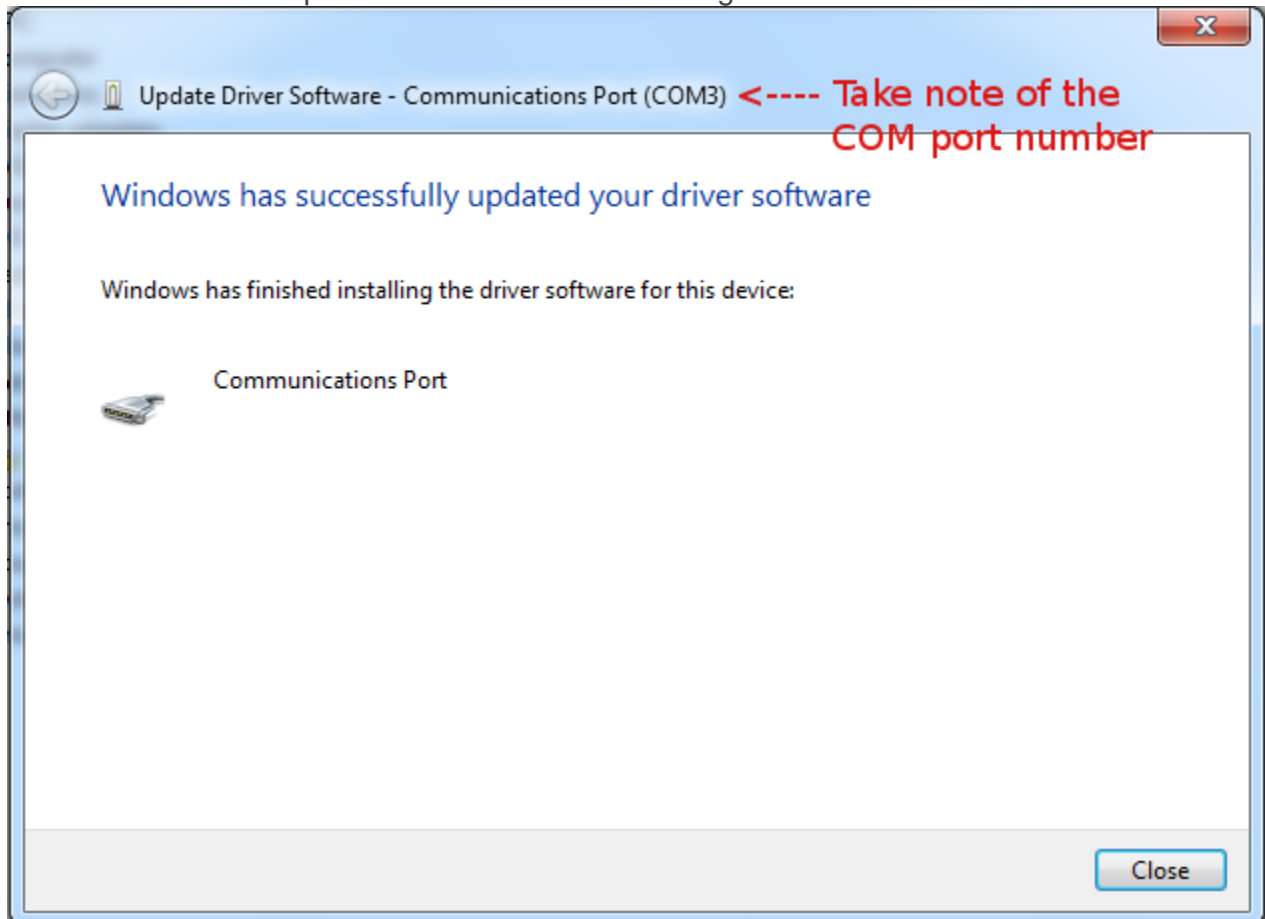 Update Driver Software - Communications Port (COM3) <---- Take note of the
COM port number
Windows has successfully updated your driver software
Windows has finished installing the driver software for this device:
Communications Port
Close